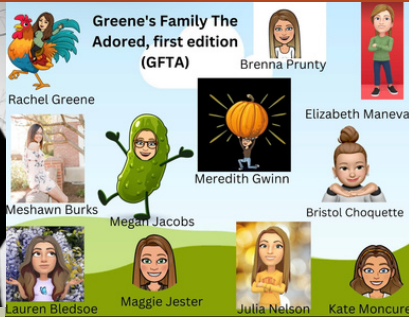 Greene's Family The
Adored, first edition
(GFTA)
Brenna Prunty
Rachel Greene
Elizabeth Maneva
Meredith Gwinn
Meshawn Burks
Megan Jacobs
Bristol Choquette
Lauren Bledsoe
Maggie Jester
Julia Nelson
Kate Moncure